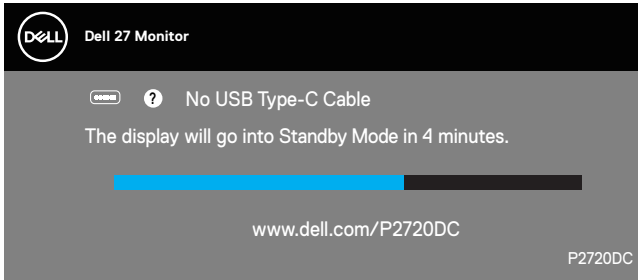 DELL
Dell 27 Monitor
? No USB Type-C Cable
The display will go into Standby Mode in 4 minutes.
www.dell.com/P2720DC
P2720DC